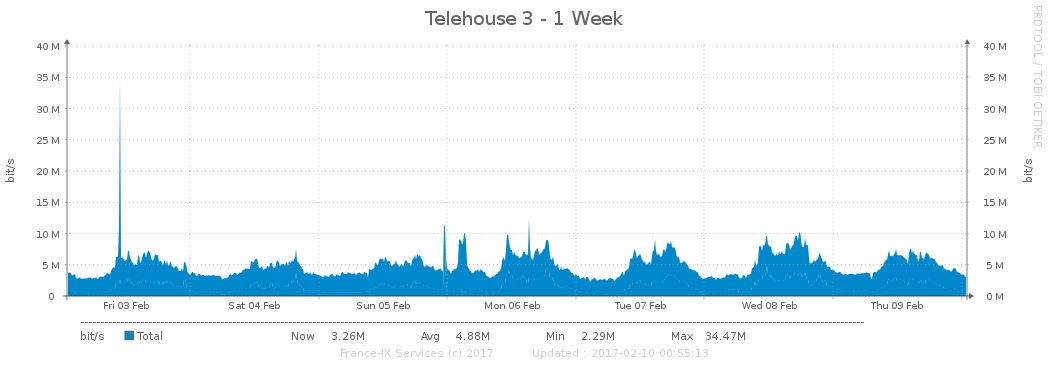 Telehouse 3 - 1 Week
RRDTOOL / TOBI OETIKER
bit/s
bit/s
40 M 40 M
35 M 35 M
30 M 30 M
25 M 25 M
20 M 20 M
15 M 15 M
10 M 10 M
5 M 5 M
0 0 M
Fri 03 Feb Sat 04 Feb Sun 05 Feb Mon 06 Feb Tue 07 Feb Wed 08 Feb Thu 09 Feb
bit/s Total Now 3.26M Avg 4.88M Min 2.29M Max 34.47M
France-IX Services (c) 2017 Updated : 2017-02-10 00:55:13